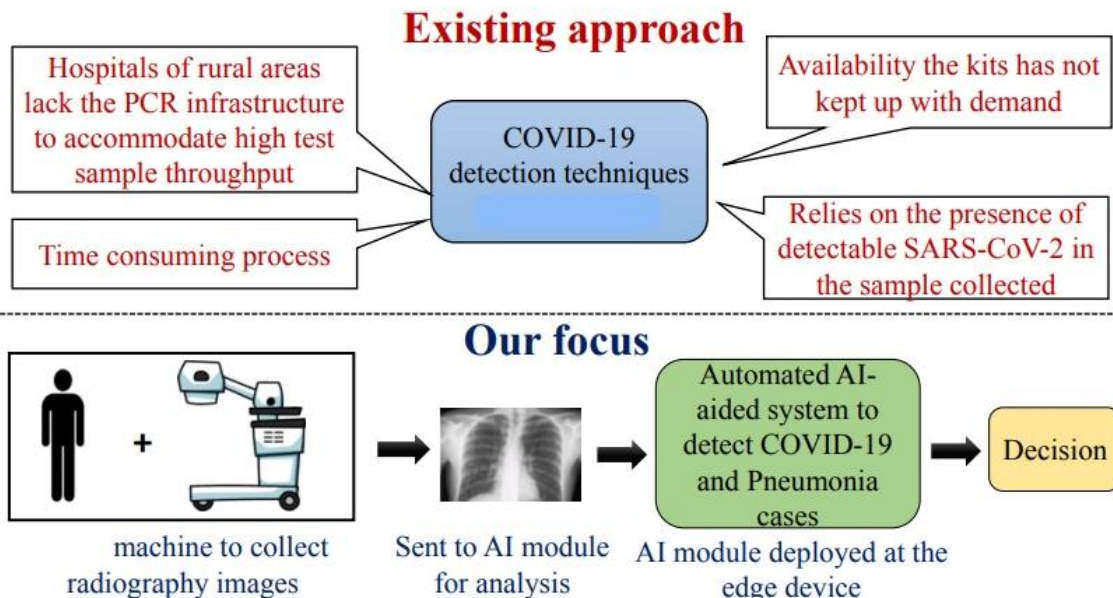 Existing approach
Hospitals of rural areas
lack the PCR infrastructure
to accommodate high test
sample throughput
Time consuming process
COVID-19
detection techniques
Availability the kits has not
kept up with demand
Relies on the presence of
detectable SARS-CoV-2 in
the sample collected
Our focus
+
machine to collect
radiography images
Sent to AI module
for analysis
Automated AI-
aided system to
detect COVID-19
and Pneumonia
cases
AI module deployed at the
edge device
Decision